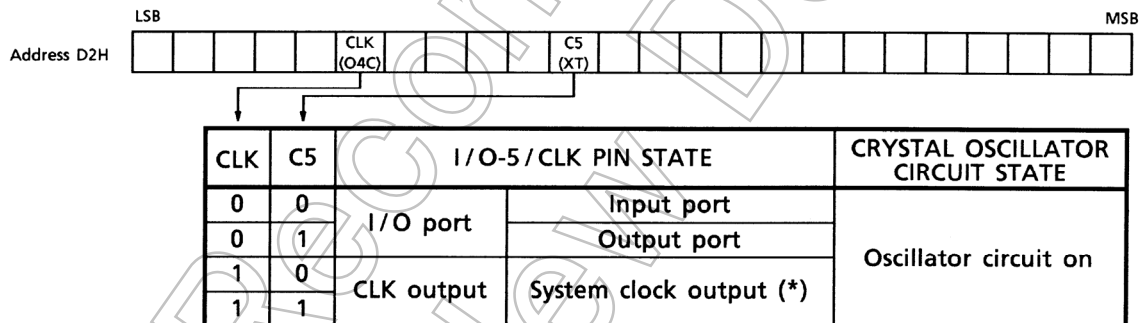 LSB MSB
Address D2H CLK (O4C) C5 (XT)
CLK C5 I/O-5/CLK PIN STATE CRYSTAL OSCILLATOR CIRCUIT STATE
0 0 I/O port Input port Oscillator circuit on
0 1 Output port
1 0 CLK output System clock output (*)
1 1